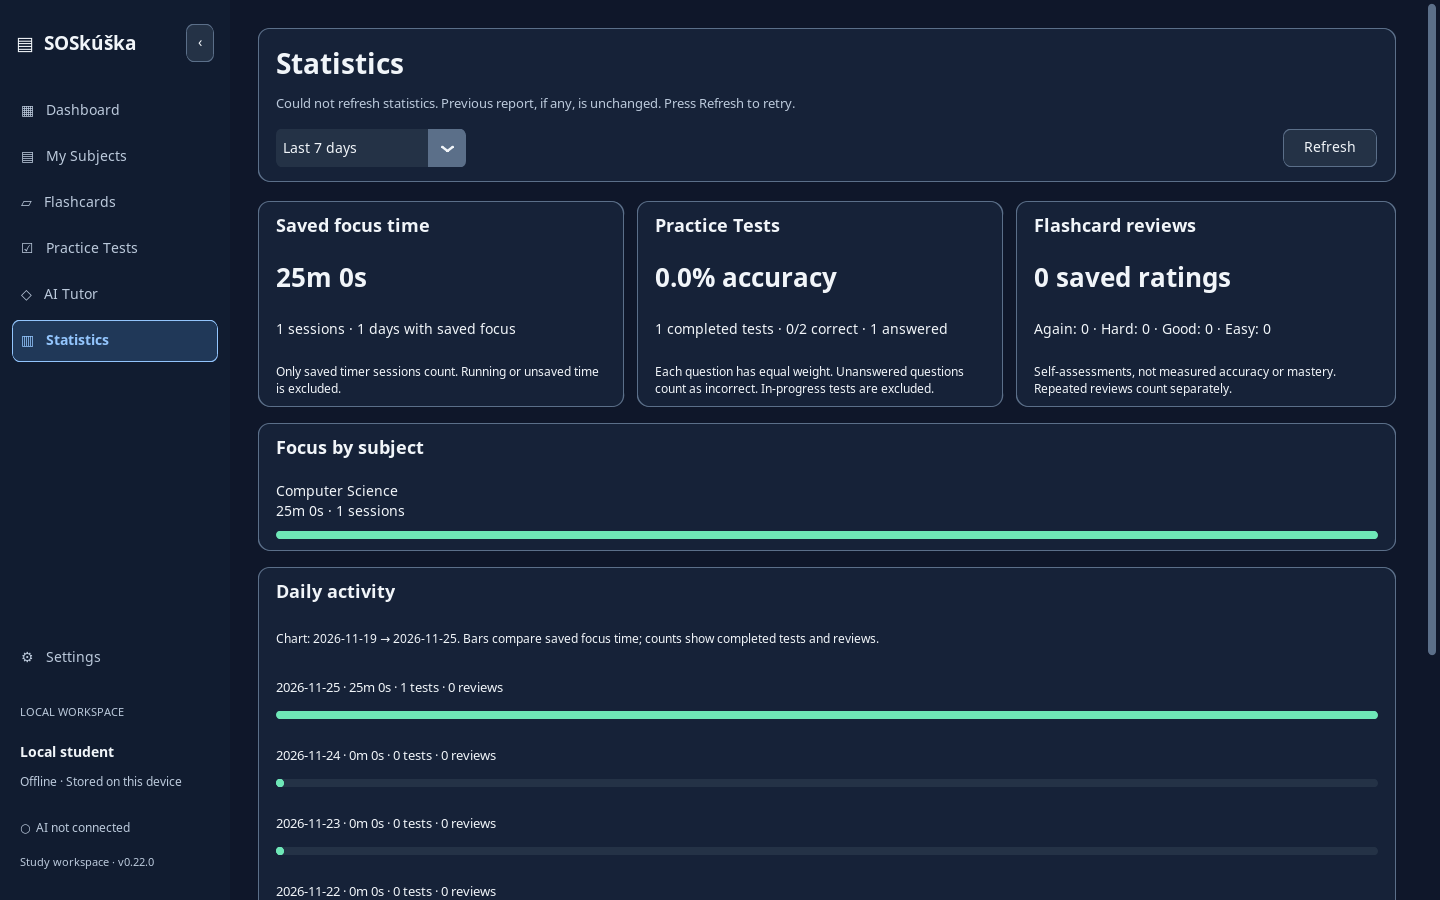 SOSkúška
Dashboard
My Subjects
Flashcards
Practice Tests
AI Tutor
Statistics
Settings
LOCAL WORKSPACE
Local student
Offline · Stored on this device
AI not connected
Study workspace · v0.22.0
Statistics
Could not refresh statistics. Previous report, if any, is unchanged. Press Refresh to retry.
Last 7 days
Refresh
Saved focus time
25m 0s
1 sessions · 1 days with saved focus
Only saved timer sessions count. Running or unsaved time
is excluded.
Practice Tests
0.0% accuracy
1 completed tests · 0/2 correct · 1 answered
Each question has equal weight. Unanswered questions
count as incorrect. In-progress tests are excluded.
Flashcard reviews
0 saved ratings
Again: 0 · Hard: 0 · Good: 0 · Easy: 0
Self-assessments, not measured accuracy or mastery.
Repeated reviews count separately.
Focus by subject
Computer Science
25m 0s · 1 sessions
Daily activity
Chart: 2026-11-19 → 2026-11-25. Bars compare saved focus time; counts show completed tests and reviews.
2026-11-25 · 25m 0s · 1 tests · 0 reviews
2026-11-24 · 0m 0s · 0 tests · 0 reviews
2026-11-23 · 0m 0s · 0 tests · 0 reviews
2026-11-22 · 0m 0s · 0 tests · 0 reviews